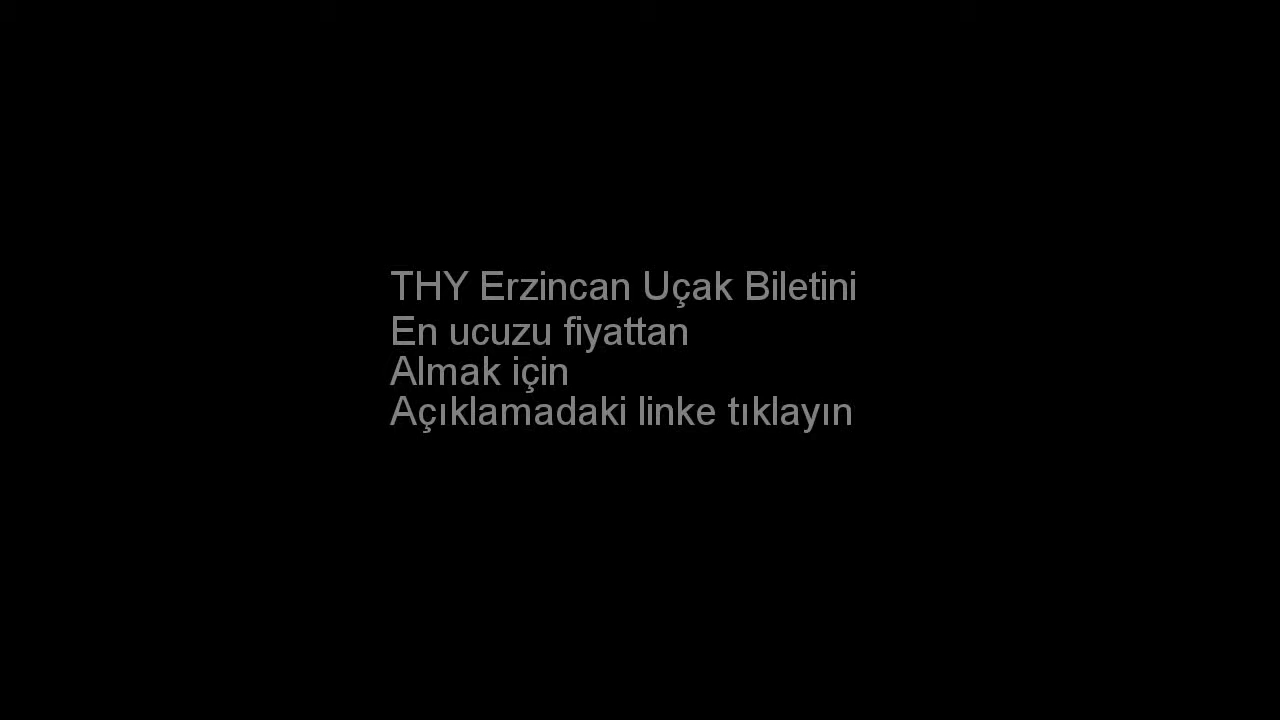 THY Erzincan Uçak Biletini
En ucuzu fiyattan
Almak için
Açıklamadaki linke tıklayın